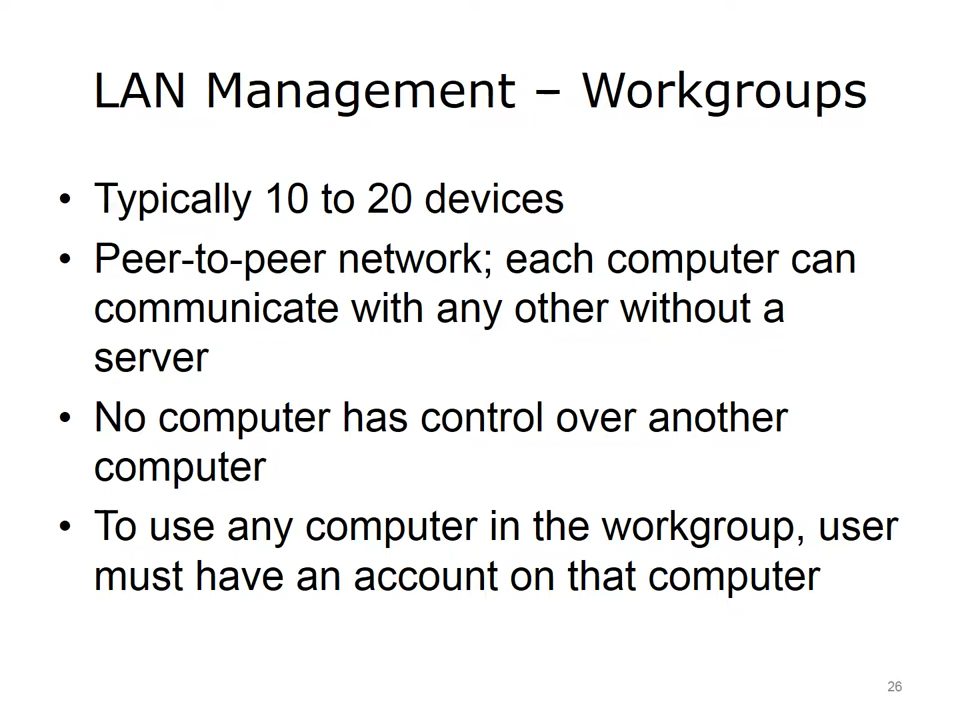 LAN Management – Workgroups
• Typically 10 to 20 devices
• Peer-to-peer network; each computer can
communicate with any other without a
server
• No computer has control over another
computer
• To use any computer in the workgroup, user
must have an account on that computer
26